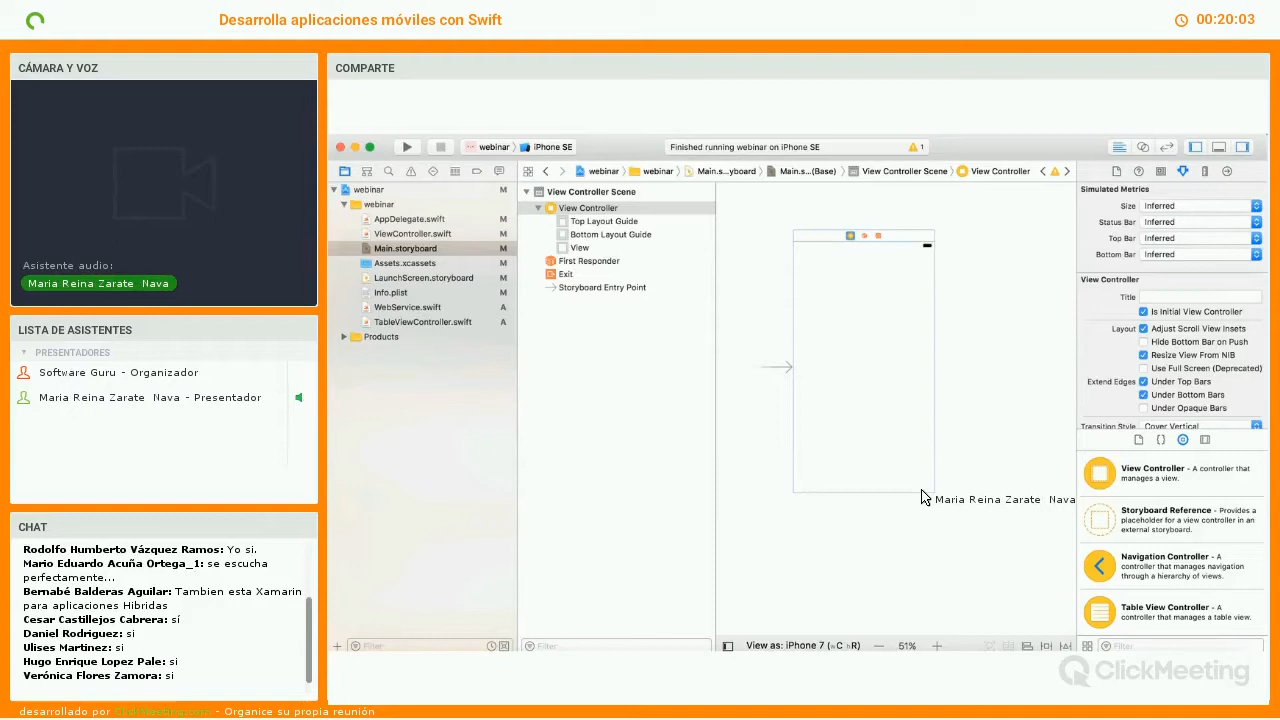 Desarrolla aplicaciones móviles con Swift
00:20:03
CÁMARA Y VOZ
Asistente audio:
Maria Reina Zarate Nava
LISTA DE ASISTENTES
PRESENTADORES
Software Guru - Organizador
Maria Reina Zarate Nava - Presentador
CHAT
Rodolfo Humberto Vázquez Ramos: Yo si.
Mario Eduardo Acuña Ortega_1: se escucha
perfectamente...
Bernabé Balderas Aguilar: Tambien esta Xamarin
para aplicaciones Hibridas
Cesar Castillejos Cabrera: sí
Daniel Rodriguez: si
Ulises Martinez: si
Hugo Enrique Lopez Pale: si
Verónica Flores Zamora: si
desarrollado por ClickMeeting.com - Organice su propia reunión
COMPARTE
webinar > iPhone SE
Finished running webinar on iPhone SE
1
webinar > webinar > Main.s...yboard > Main.s...(Base) > View Controller Scene > View Controller
webinar M
webinar
AppDelegate.swift M
ViewController.swift M
Main.storyboard M
Assets.xcassets M
LaunchScreen.storyboard M
Info.plist M
WebService.swift A
TableViewController.swift A
Products
Filter
View Controller Scene
View Controller
Top Layout Guide
Bottom Layout Guide
View
First Responder
Exit
Storyboard Entry Point
Filter
Maria Reina Zarate Nava
View as: iPhone 7 (wC hR)
51%
Simulated Metrics
Size Inferred
Status Bar Inferred
Top Bar Inferred
Bottom Bar Inferred
View Controller
Title
Is Initial View Controller
Layout Adjust Scroll View Insets
Hide Bottom Bar on Push
Resize View From NIB
Use Full Screen (Deprecated)
Extend Edges Under Top Bars
Under Bottom Bars
Under Opaque Bars
Transition Style Cover Vertical
View Controller - A controller that
manages a view.
Storyboard Reference - Provides a
placeholder for a view controller in an
external storyboard.
Navigation Controller - A
controller that manages navigation
through a hierarchy of views.
Table View Controller - A
controller that manages a table view.
Filter
ClickMeeting